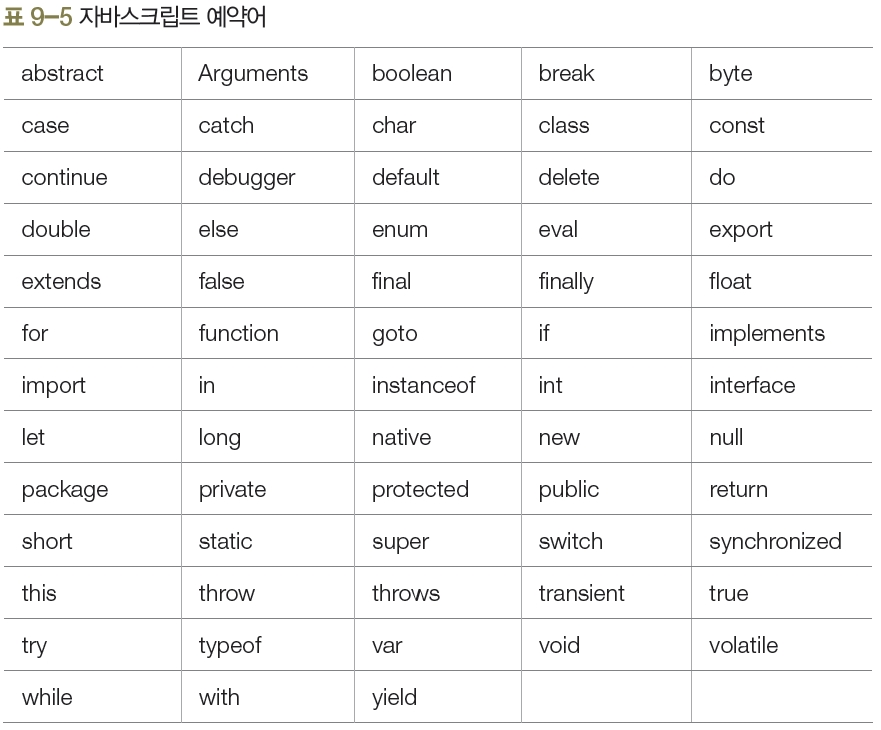 표 9-5 자바스크립트 예약어
abstract Arguments boolean break byte
case catch char class const
continue debugger default delete do
double else enum eval export
extends false final finally float
for function goto if implements
import in instanceof int interface
let long native new null
package private protected public return
short static super switch synchronized
this throw throws transient true
try typeof var void volatile
while with yield